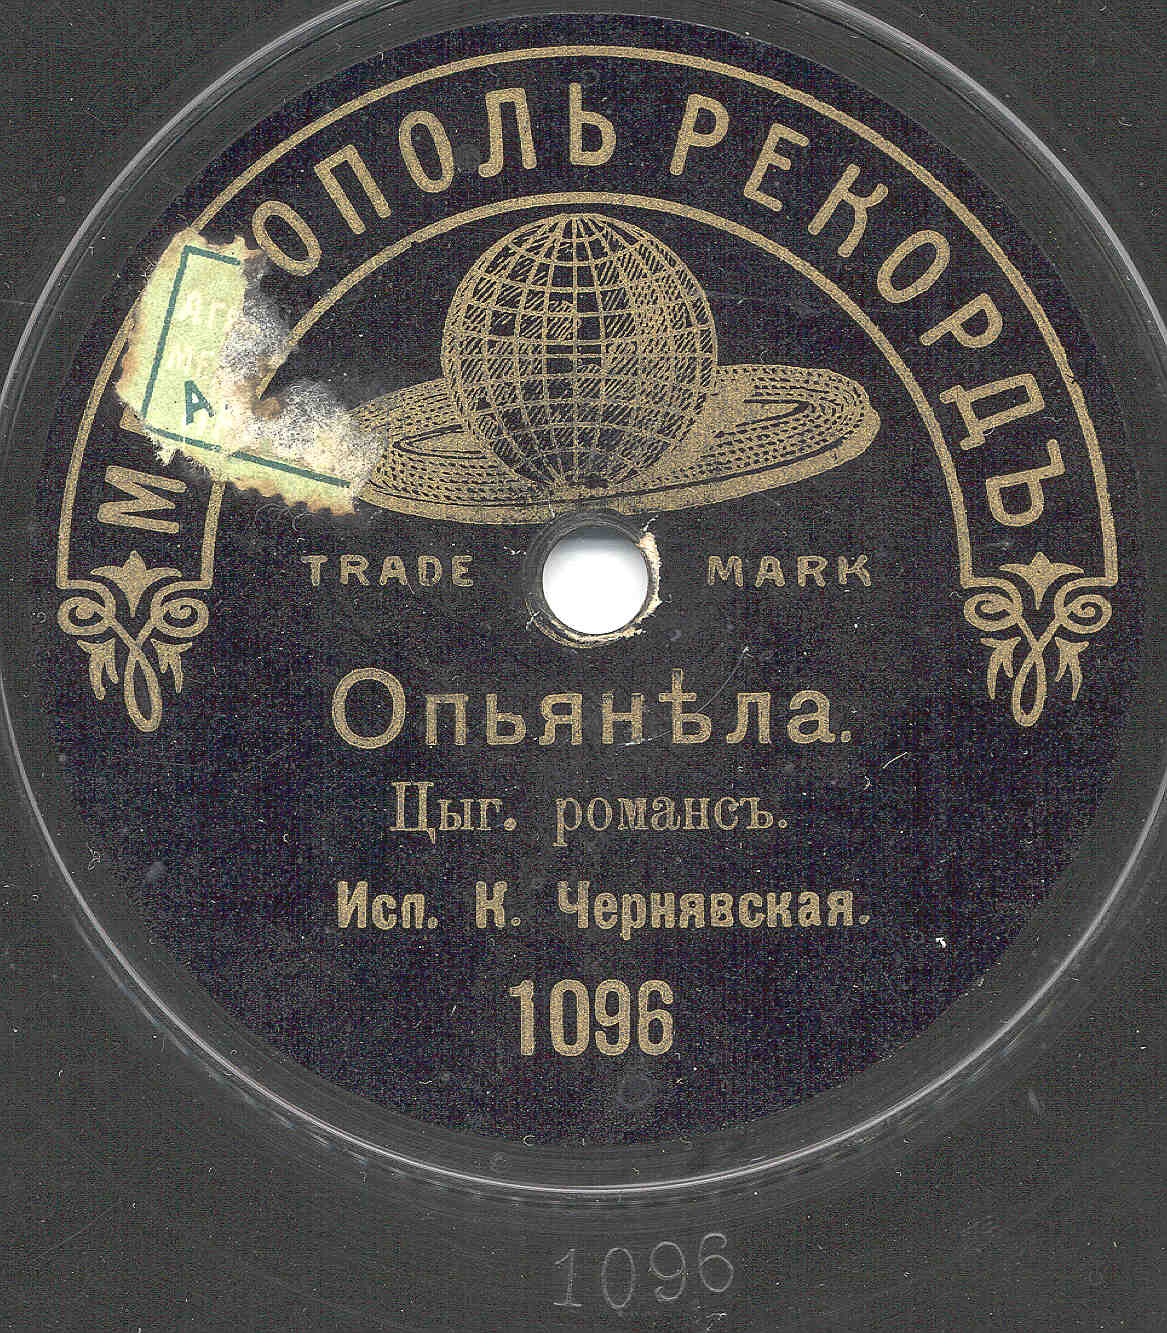 М ОПОЛЬ РЕКОРДЪ
А
TRADE MARK
Опьянѣла.
Цыг. романсъ.
Исп. К. Чернявская.
1096
1096